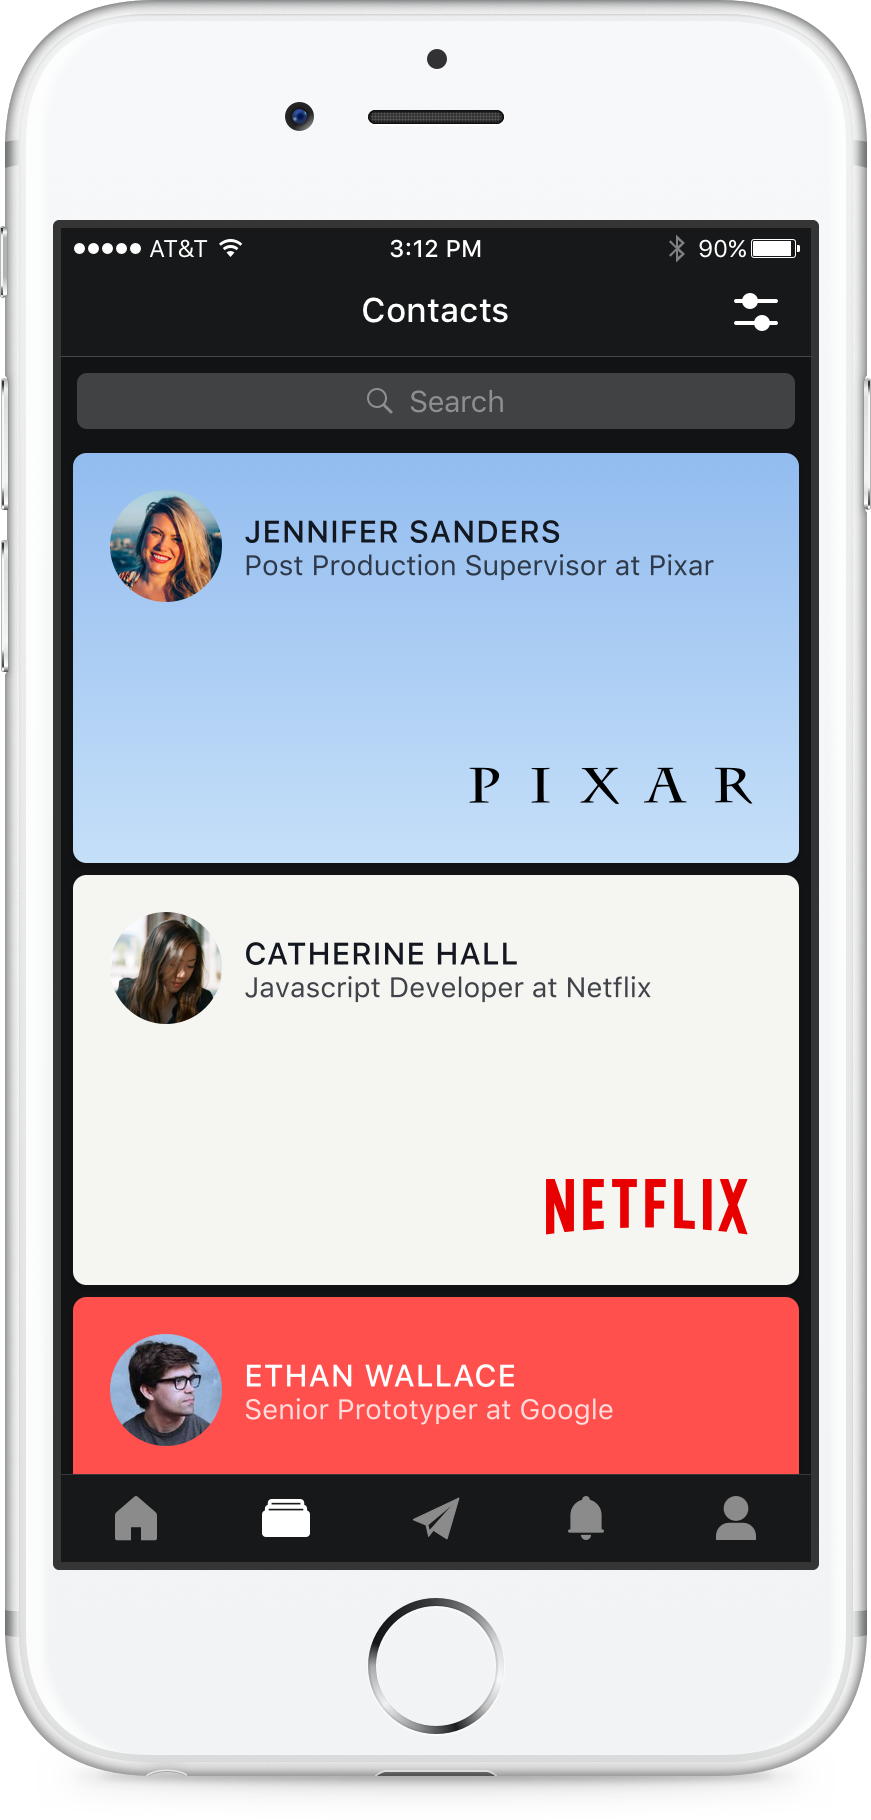 AT&T 3:12 PM 90%
Contacts
Search
JENNIFER SANDERS
Post Production Supervisor at Pixar
PIXAR
CATHERINE HALL
Javascript Developer at Netflix
NETFLIX
ETHAN WALLACE
Senior Prototyper at Google